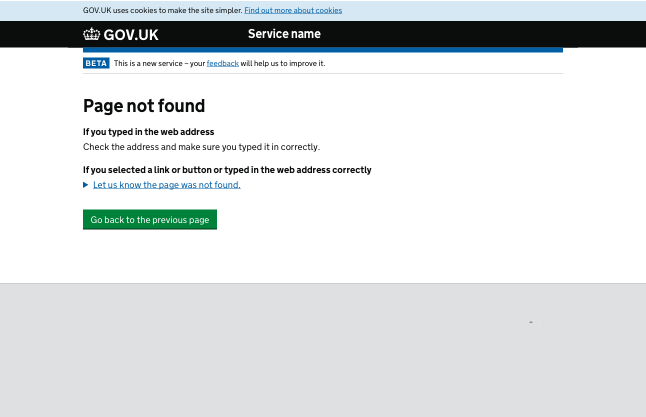 GOV.UK uses cookies to make the site simpler. Find out more about cookies
GOV.UK Service name
BETA This is a new service – your feedback will help us to improve it.
Page not found
If you typed in the web address
Check the address and make sure you typed it in correctly.
If you selected a link or button or typed in the web address correctly
Let us know the page was not found.
Go back to the previous page